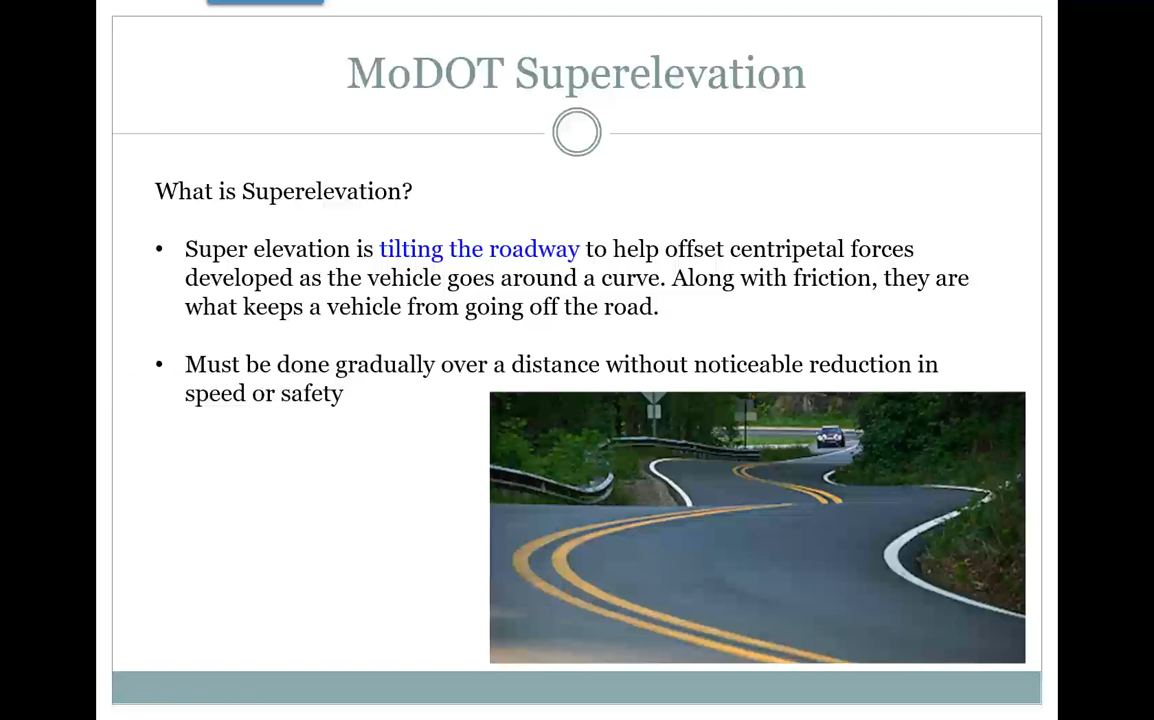 MoDOT Superelevation
What is Superelevation?
• Super elevation is tilting the roadway to help offset centripetal forces
developed as the vehicle goes around a curve. Along with friction, they are
what keeps a vehicle from going off the road.
• Must be done gradually over a distance without noticeable reduction in
speed or safety